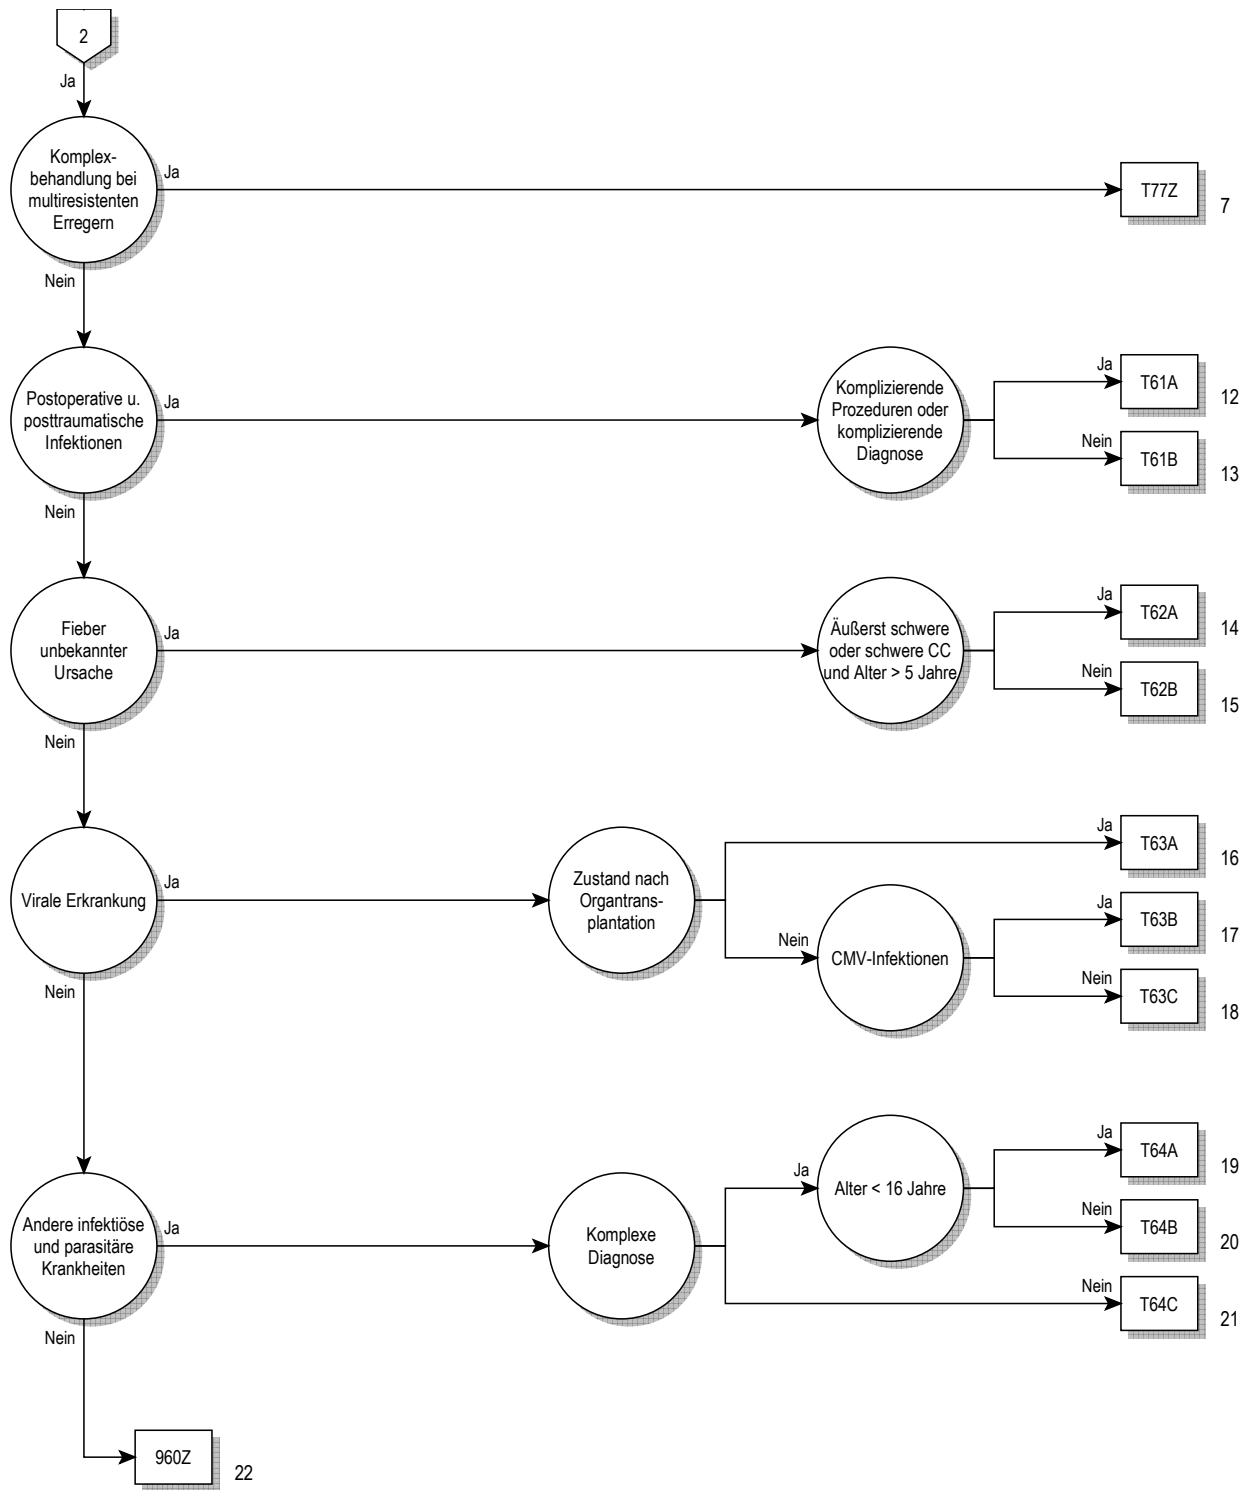 2
Ja
Komplex-
behandlung bei
multiresistenten
Erregern
Ja
T77Z
7
Nein
Postoperative u.
posttraumatische
Infektionen
Ja
Komplizierende
Prozeduren oder
komplizierende
Diagnose
Ja
T61A
12
Nein
T61B
13
Nein
Fieber
unbekannter
Ursache
Ja
Äußerst schwere
oder schwere CC
und Alter > 5 Jahre
Ja
T62A
14
Nein
T62B
15
Nein
Virale Erkrankung
Ja
Zustand nach
Organtrans-
plantation
Ja
T63A
16
Nein
CMV-Infektionen
Ja
T63B
17
Nein
T63C
18
Nein
Andere infektiöse
und parasitäre
Krankheiten
Ja
Komplexe
Diagnose
Ja
Alter < 16 Jahre
Ja
T64A
19
Nein
T64B
20
Nein
T64C
21
Nein
960Z
22